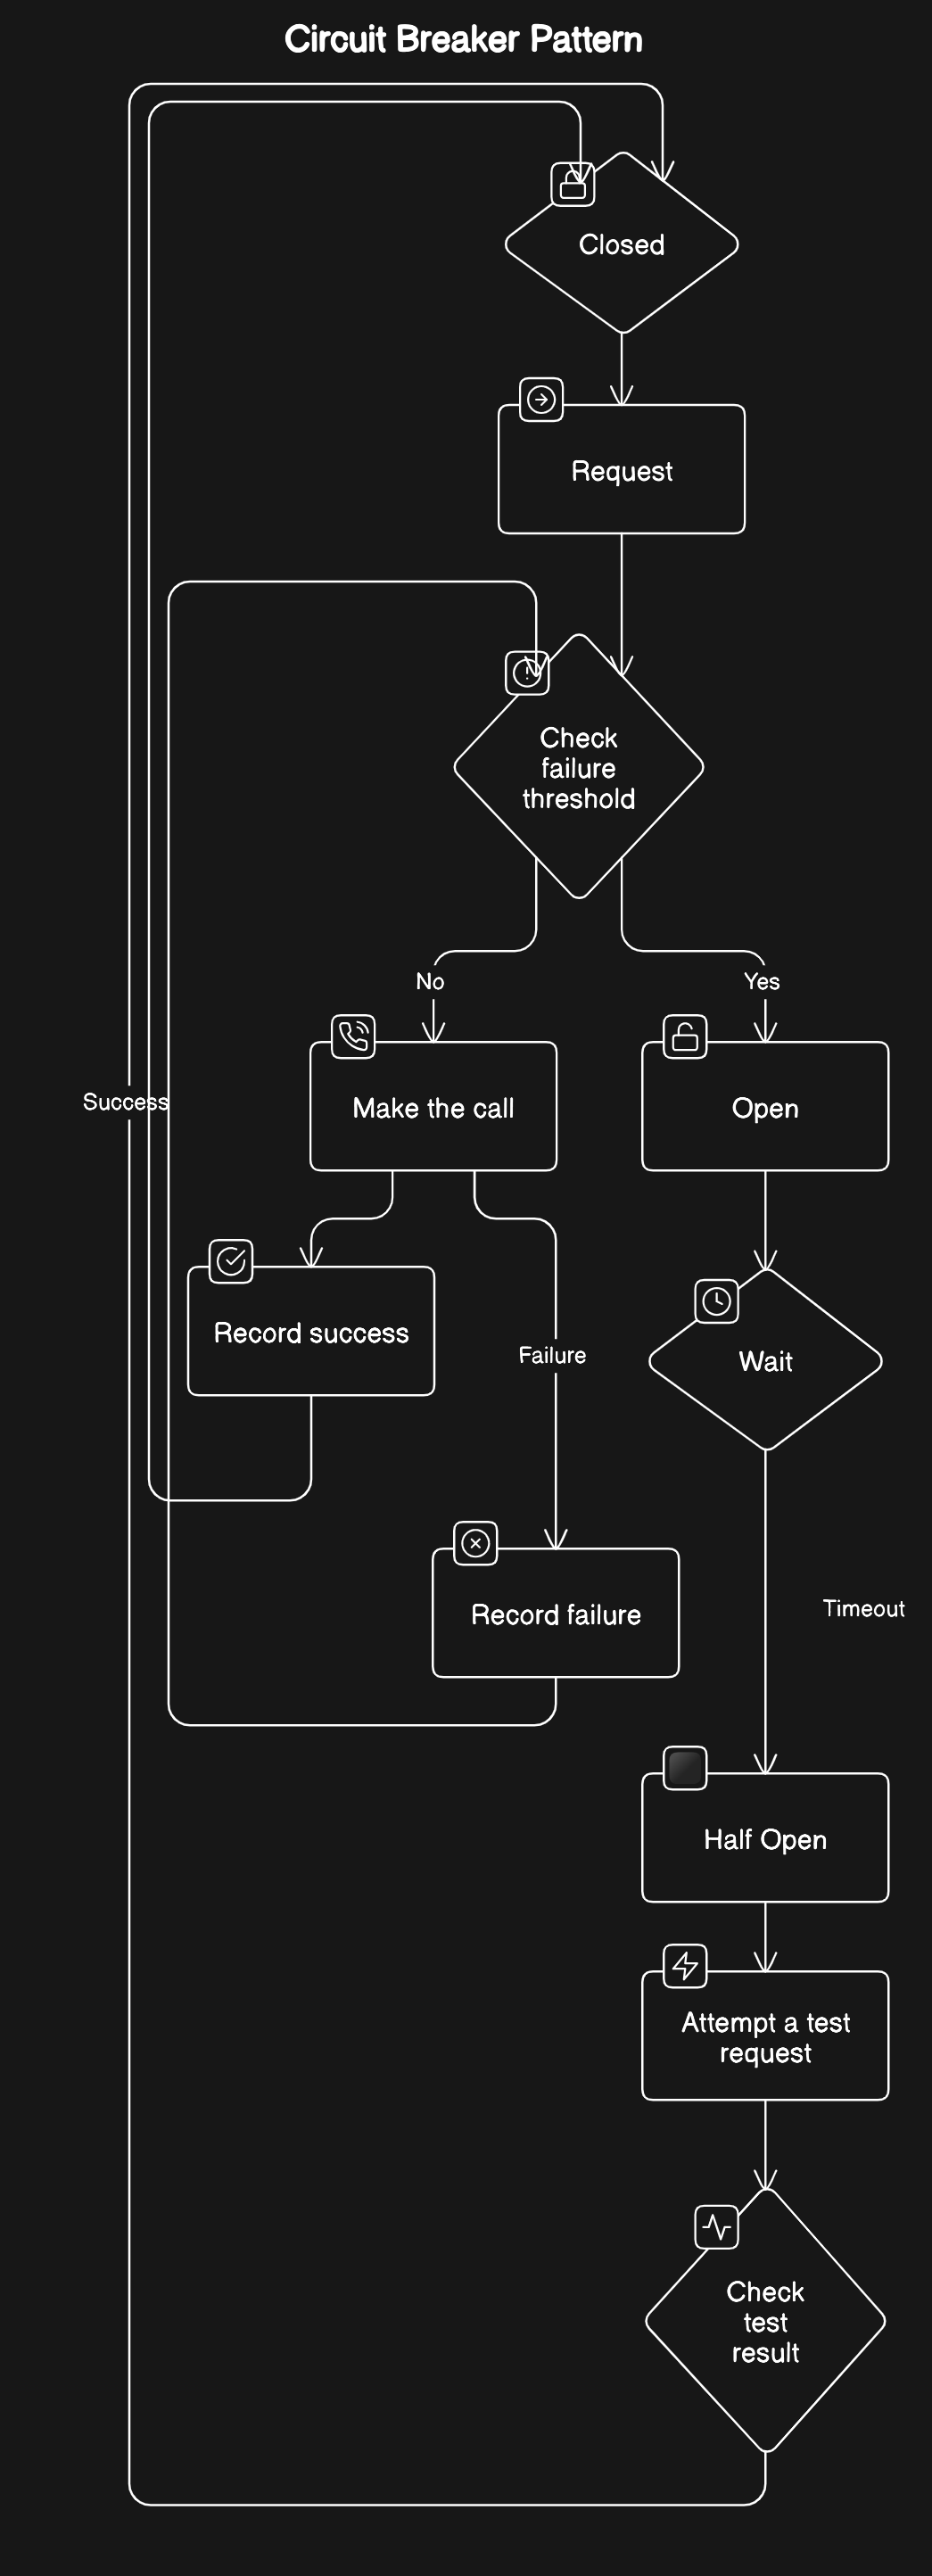 Circuit Breaker Pattern
Closed
Request
Check
failure
threshold
No
Yes
Success
Make the call
Open
Record success
Failure
Wait
Timeout
Record failure
Half Open
Attempt a test
request
Check
test
result